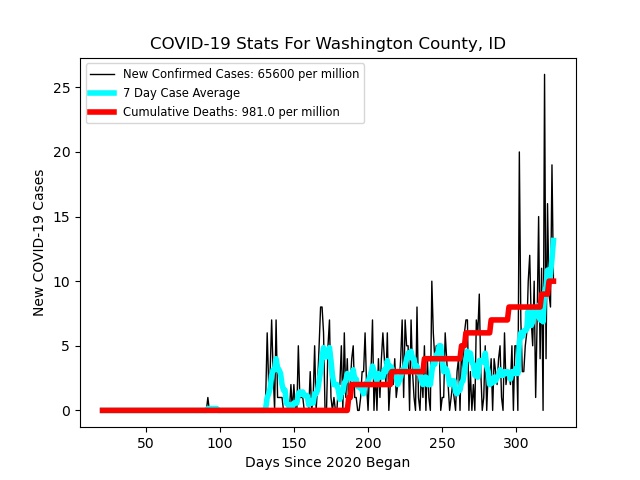 COVID-19 Stats For Washington County, ID
New Confirmed Cases: 65600 per million
7 Day Case Average
Cumulative Deaths: 981.0 per million
New COVID-19 Cases
25
20
15
10
5
0
50 100 150 200 250 300
Days Since 2020 Began